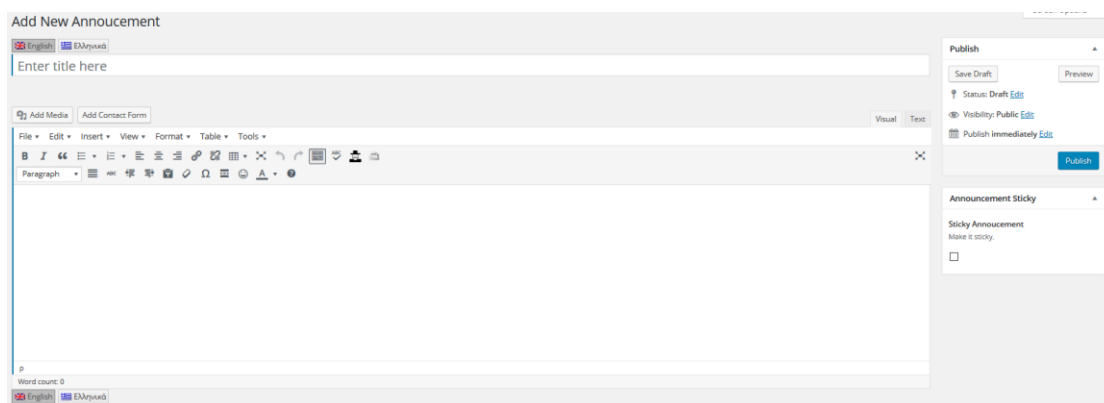 Add New Annoucement
English Ελληνικά
Enter title here
Add Media Add Contact Form
Visual Text
File Edit Insert View Format Table Tools
Paragraph
p
Word count: 0
English Ελληνικά
Publish
Save Draft Preview
Status: Draft Edit
Visibility: Public Edit
Publish immediately Edit
Publish
Announcement Sticky
Sticky Annoucement
Make it sticky.